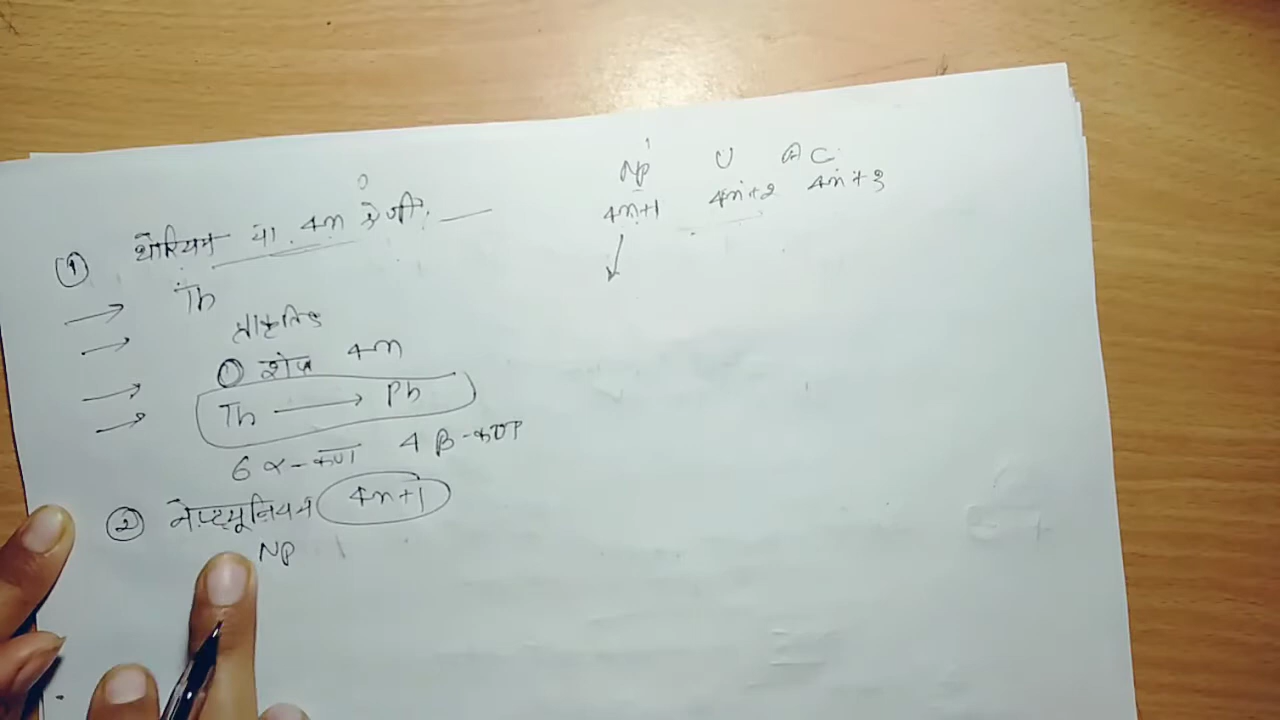 Np U AC
4n+1 4n+2 4n+3
① थोरियम या 4n श्रेणी
Th
प्राकृतिक
① शेष 4n
Th → Pb
6 α-कण 4 β-कण
② नेप्ट्यूनियम 4n+1
Np